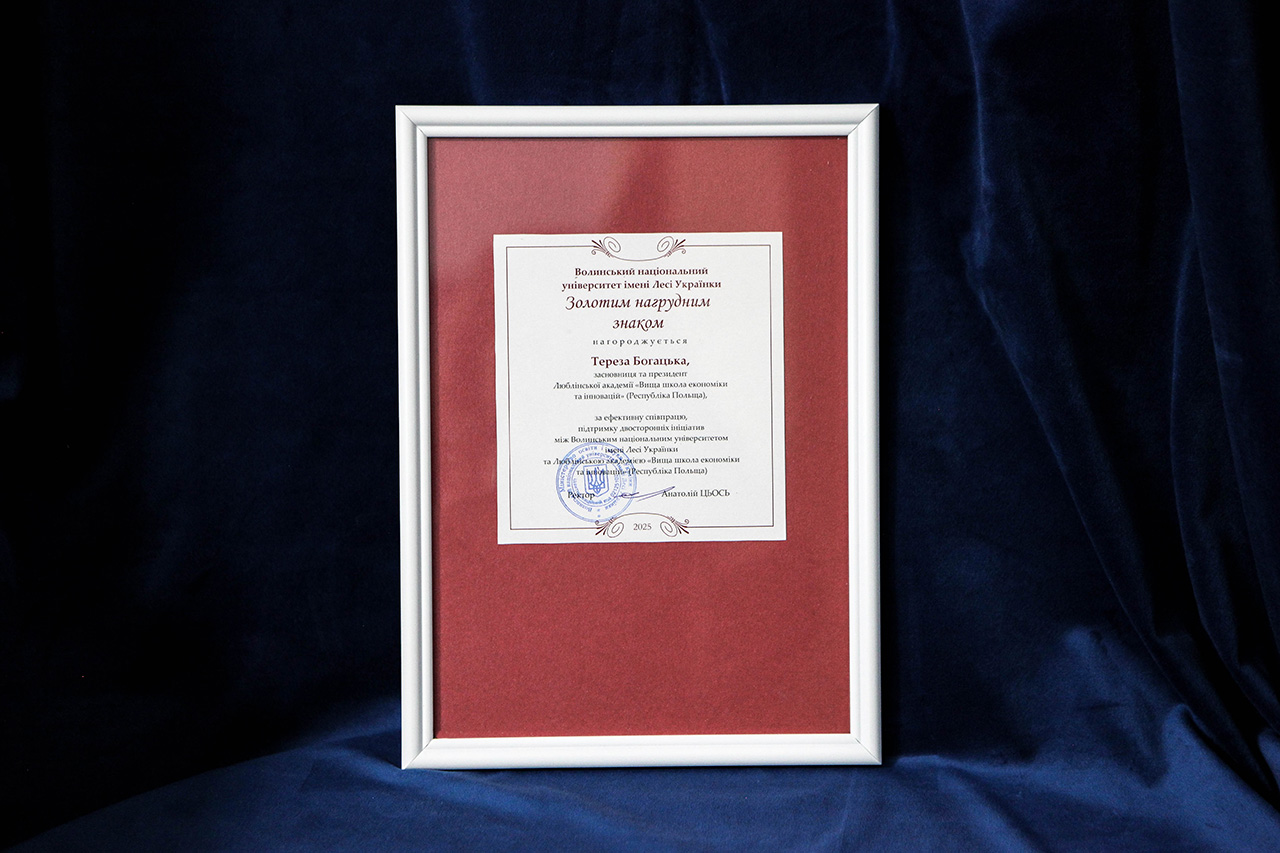 Волинський національний
університет імені Лесі Українки
Золотим нагрудним
знаком
нагороджується
Тереза Богацька,
засновниця та президент
Люблінської академії «Вища школа економіки
та інновацій» (Республіка Польща),
за ефективну співпрацю,
підтримку двосторонніх ініціатив
між Волинським національним університетом
імені Лесі Українки
та Люблінською академією «Вища школа економіки
та інновацій» (Республіка Польща)
Ректор Анатолій ЦЬОСЬ
2025